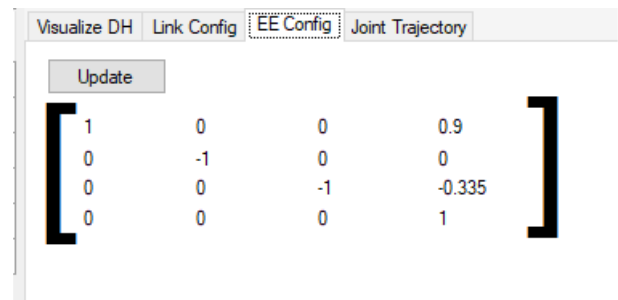 Visualize DH Link Config EE Config Joint Trajectory
Update
1 0 0 0.9
0 -1 0 0
0 0 -1 -0.335
0 0 0 1